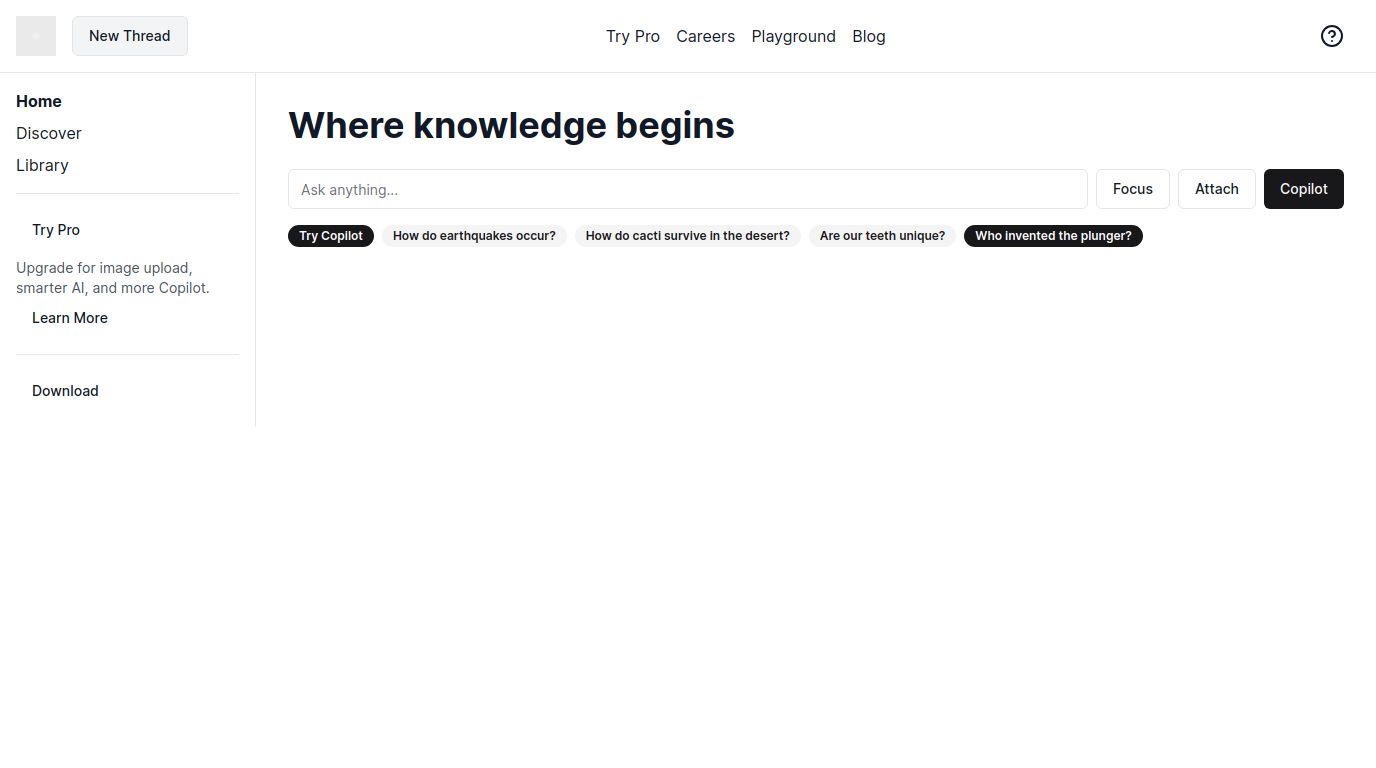 New Thread
Try Pro Careers Playground Blog
Home
Discover
Library
Try Pro
Upgrade for image upload,
smarter AI, and more Copilot.
Learn More
Download
Where knowledge begins
Ask anything...
Focus
Attach
Copilot
Try Copilot
How do earthquakes occur?
How do cacti survive in the desert?
Are our teeth unique?
Who invented the plunger?